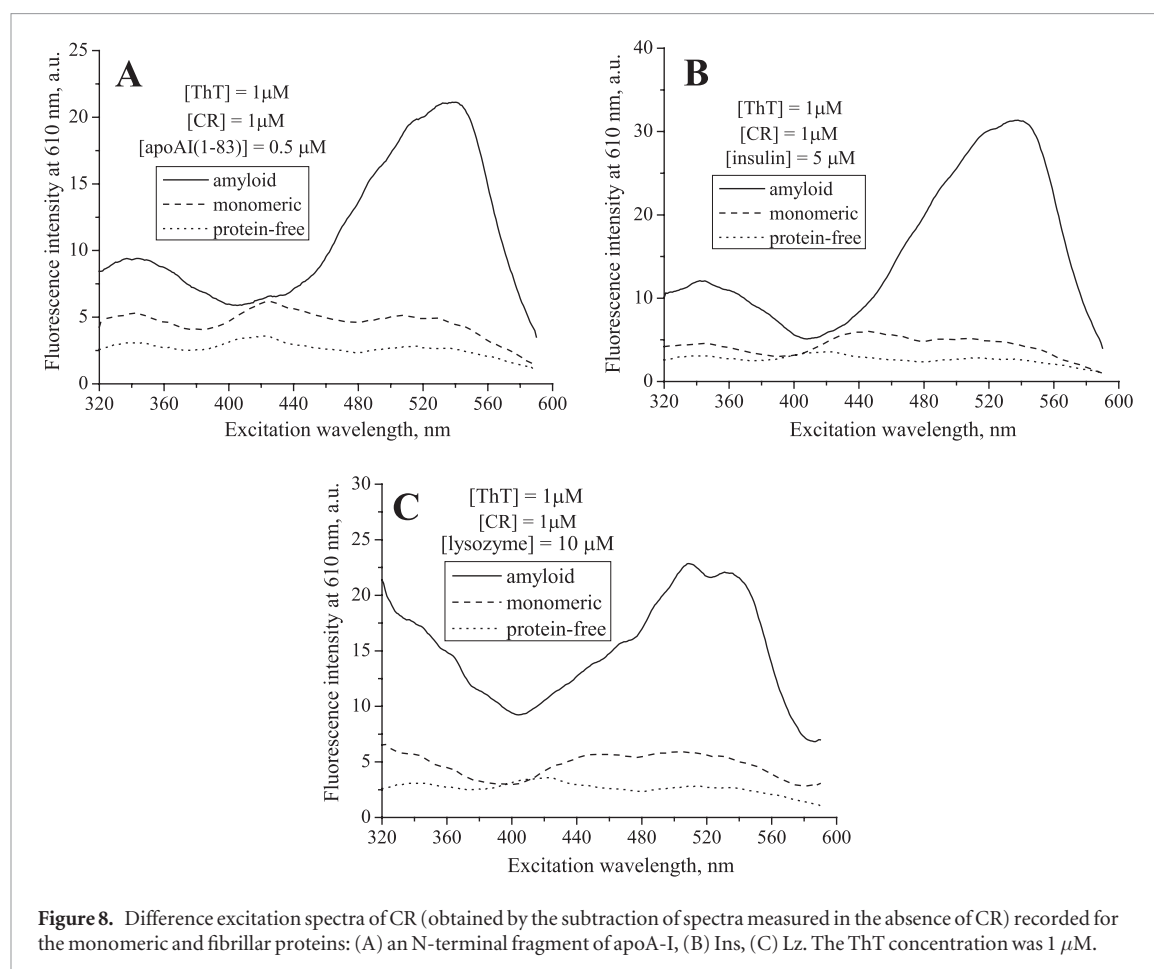 A
[ThT] = 1μM
[CR] = 1μM
[apoAI(1-83)] = 0.5 μM
amyloid
monomeric
protein-free
Fluorescence intensity at 610 nm, a.u.
25
20
15
10
5
0
320 360 400 440 480 520 560 600
Excitation wavelength, nm
B
[ThT] = 1μM
[CR] = 1μM
[insulin] = 5 μM
amyloid
monomeric
protein-free
Fluorescence intensity at 610 nm, a.u.
40
30
20
10
0
320 360 400 440 480 520 560 600
Excitation wavelength, nm
C
[ThT] = 1μM
[CR] = 1μM
[lysozyme] = 10 μM
amyloid
monomeric
protein-free
Fluorescence intensity at 610 nm, a.u.
30
25
20
15
10
5
0
320 360 400 440 480 520 560 600
Excitation wavelength, nm
Figure 8. Difference excitation spectra of CR (obtained by the subtraction of spectra measured in the absence of CR) recorded for
the monomeric and fibrillar proteins: (A) an N-terminal fragment of apoA-I, (B) Ins, (C) Lz. The ThT concentration was 1 μM.